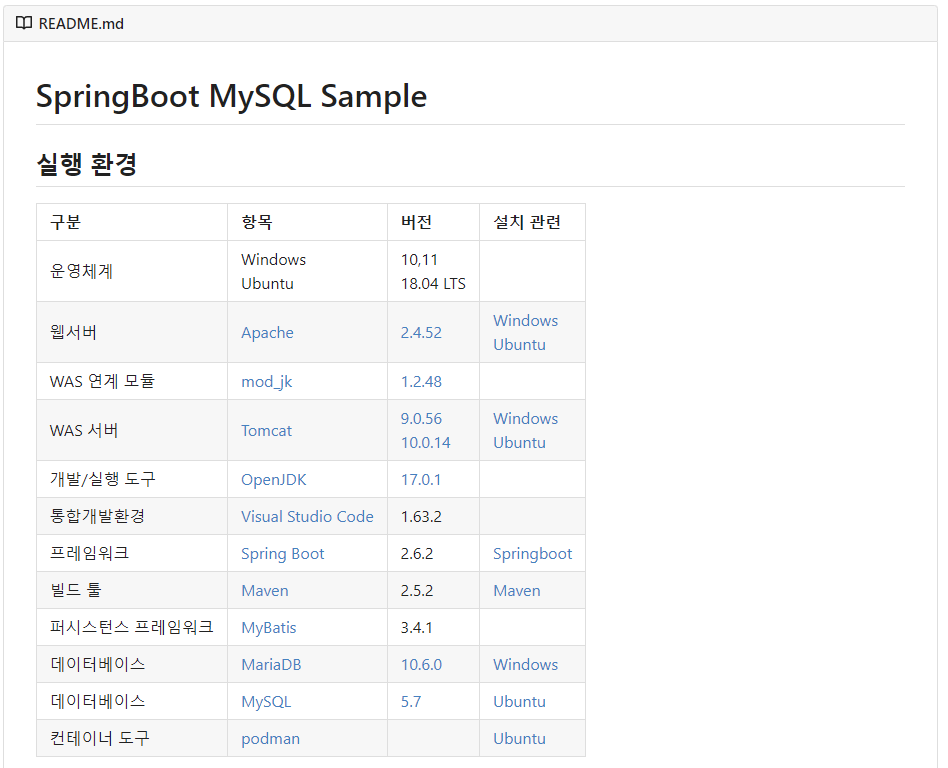 README.md
SpringBoot MySQL Sample
실행 환경
구분 항목 버전 설치 관련
운영체계 Windows 10,11
Ubuntu 18.04 LTS
웹서버 Apache 2.4.52 Windows
Ubuntu
WAS 연계 모듈 mod_jk 1.2.48
WAS 서버 Tomcat 9.0.56 Windows
10.0.14 Ubuntu
개발/실행 도구 OpenJDK 17.0.1
통합개발환경 Visual Studio Code 1.63.2
프레임워크 Spring Boot 2.6.2 Springboot
빌드 툴 Maven 2.5.2 Maven
퍼시스턴스 프레임워크 MyBatis 3.4.1
데이터베이스 MariaDB 10.6.0 Windows
데이터베이스 MySQL 5.7 Ubuntu
컨테이너 도구 podman Ubuntu